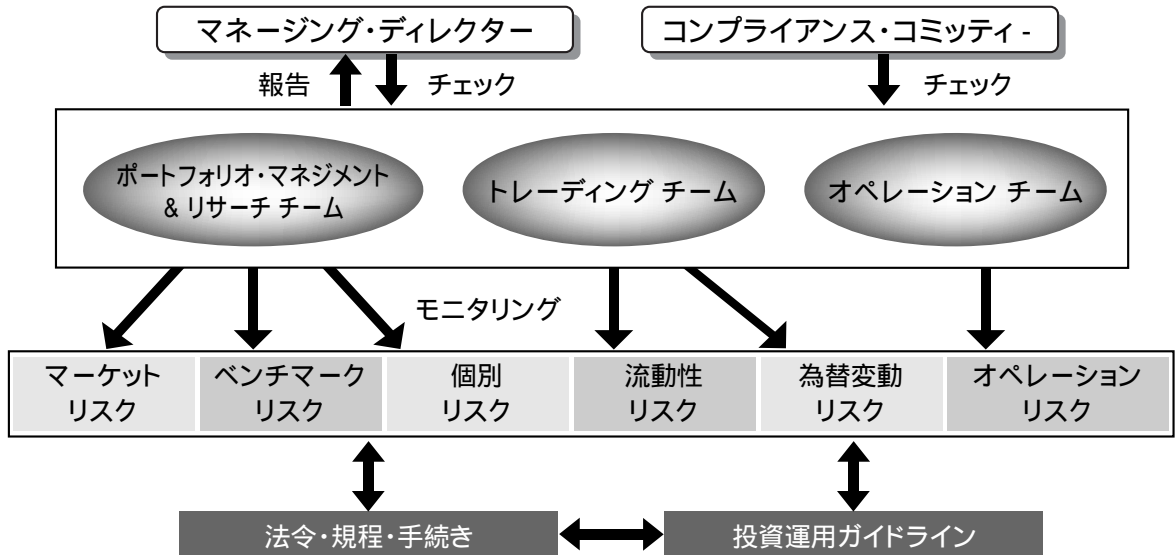 マネージング・ディレクター
コンプライアンス・コミッティ -
報告
チェック
チェック
ポートフォリオ・マネジメント
& リサーチ チーム
トレーディング チーム
オペレーション チーム
モニタリング
マーケット
リスク
ベンチマーク
リスク
個別
リスク
流動性
リスク
為替変動
リスク
オペレーション
リスク
法令・規程・手続き
投資運用ガイドライン